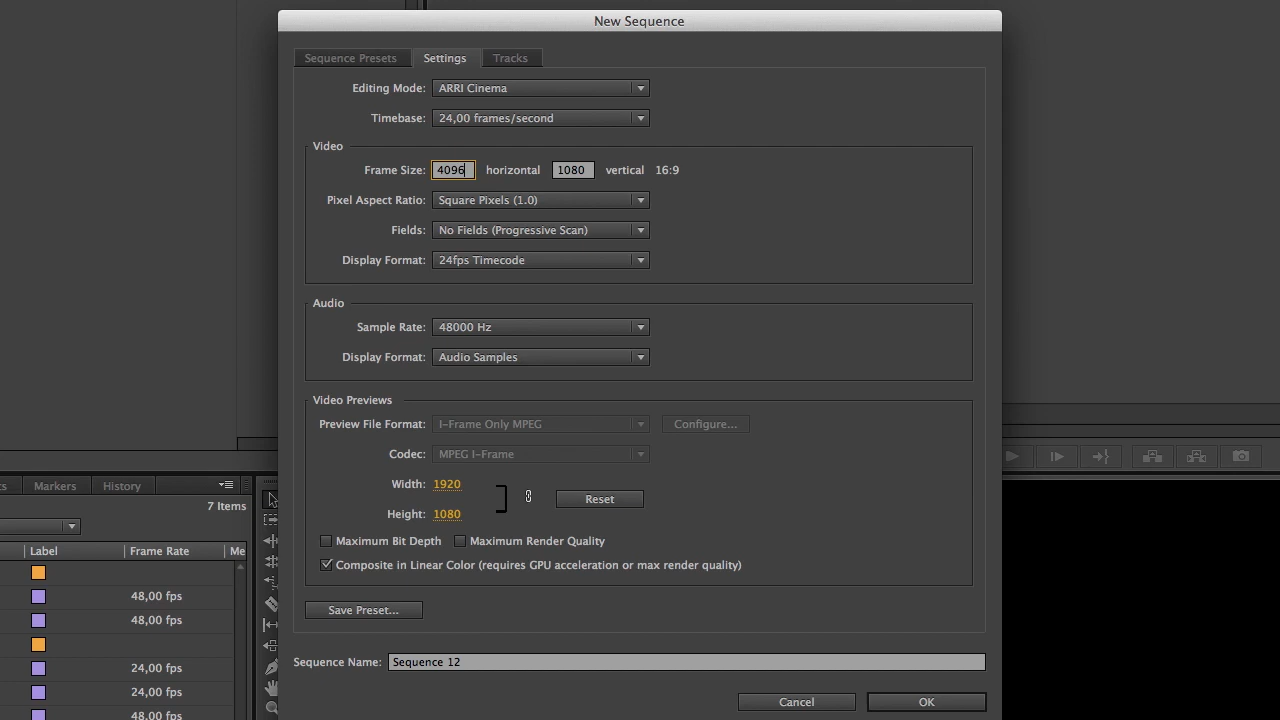 New Sequence
Sequence Presets Settings Tracks
Editing Mode: ARRI Cinema
Timebase: 24,00 frames/second
Video
Frame Size: 4096 horizontal 1080 vertical 16:9
Pixel Aspect Ratio: Square Pixels (1.0)
Fields: No Fields (Progressive Scan)
Display Format: 24fps Timecode
Audio
Sample Rate: 48000 Hz
Display Format: Audio Samples
Video Previews
Preview File Format: I-Frame Only MPEG Configure...
Codec: MPEG I-Frame
Width: 1920
Height: 1080
Reset
Maximum Bit Depth Maximum Render Quality
Composite in Linear Color (requires GPU acceleration or max render quality)
Save Preset...
Sequence Name: Sequence 12
Cancel OK
Markers History
7 Items
Label Frame Rate Me
48,00 fps
48,00 fps
24,00 fps
24,00 fps
48,00 fps